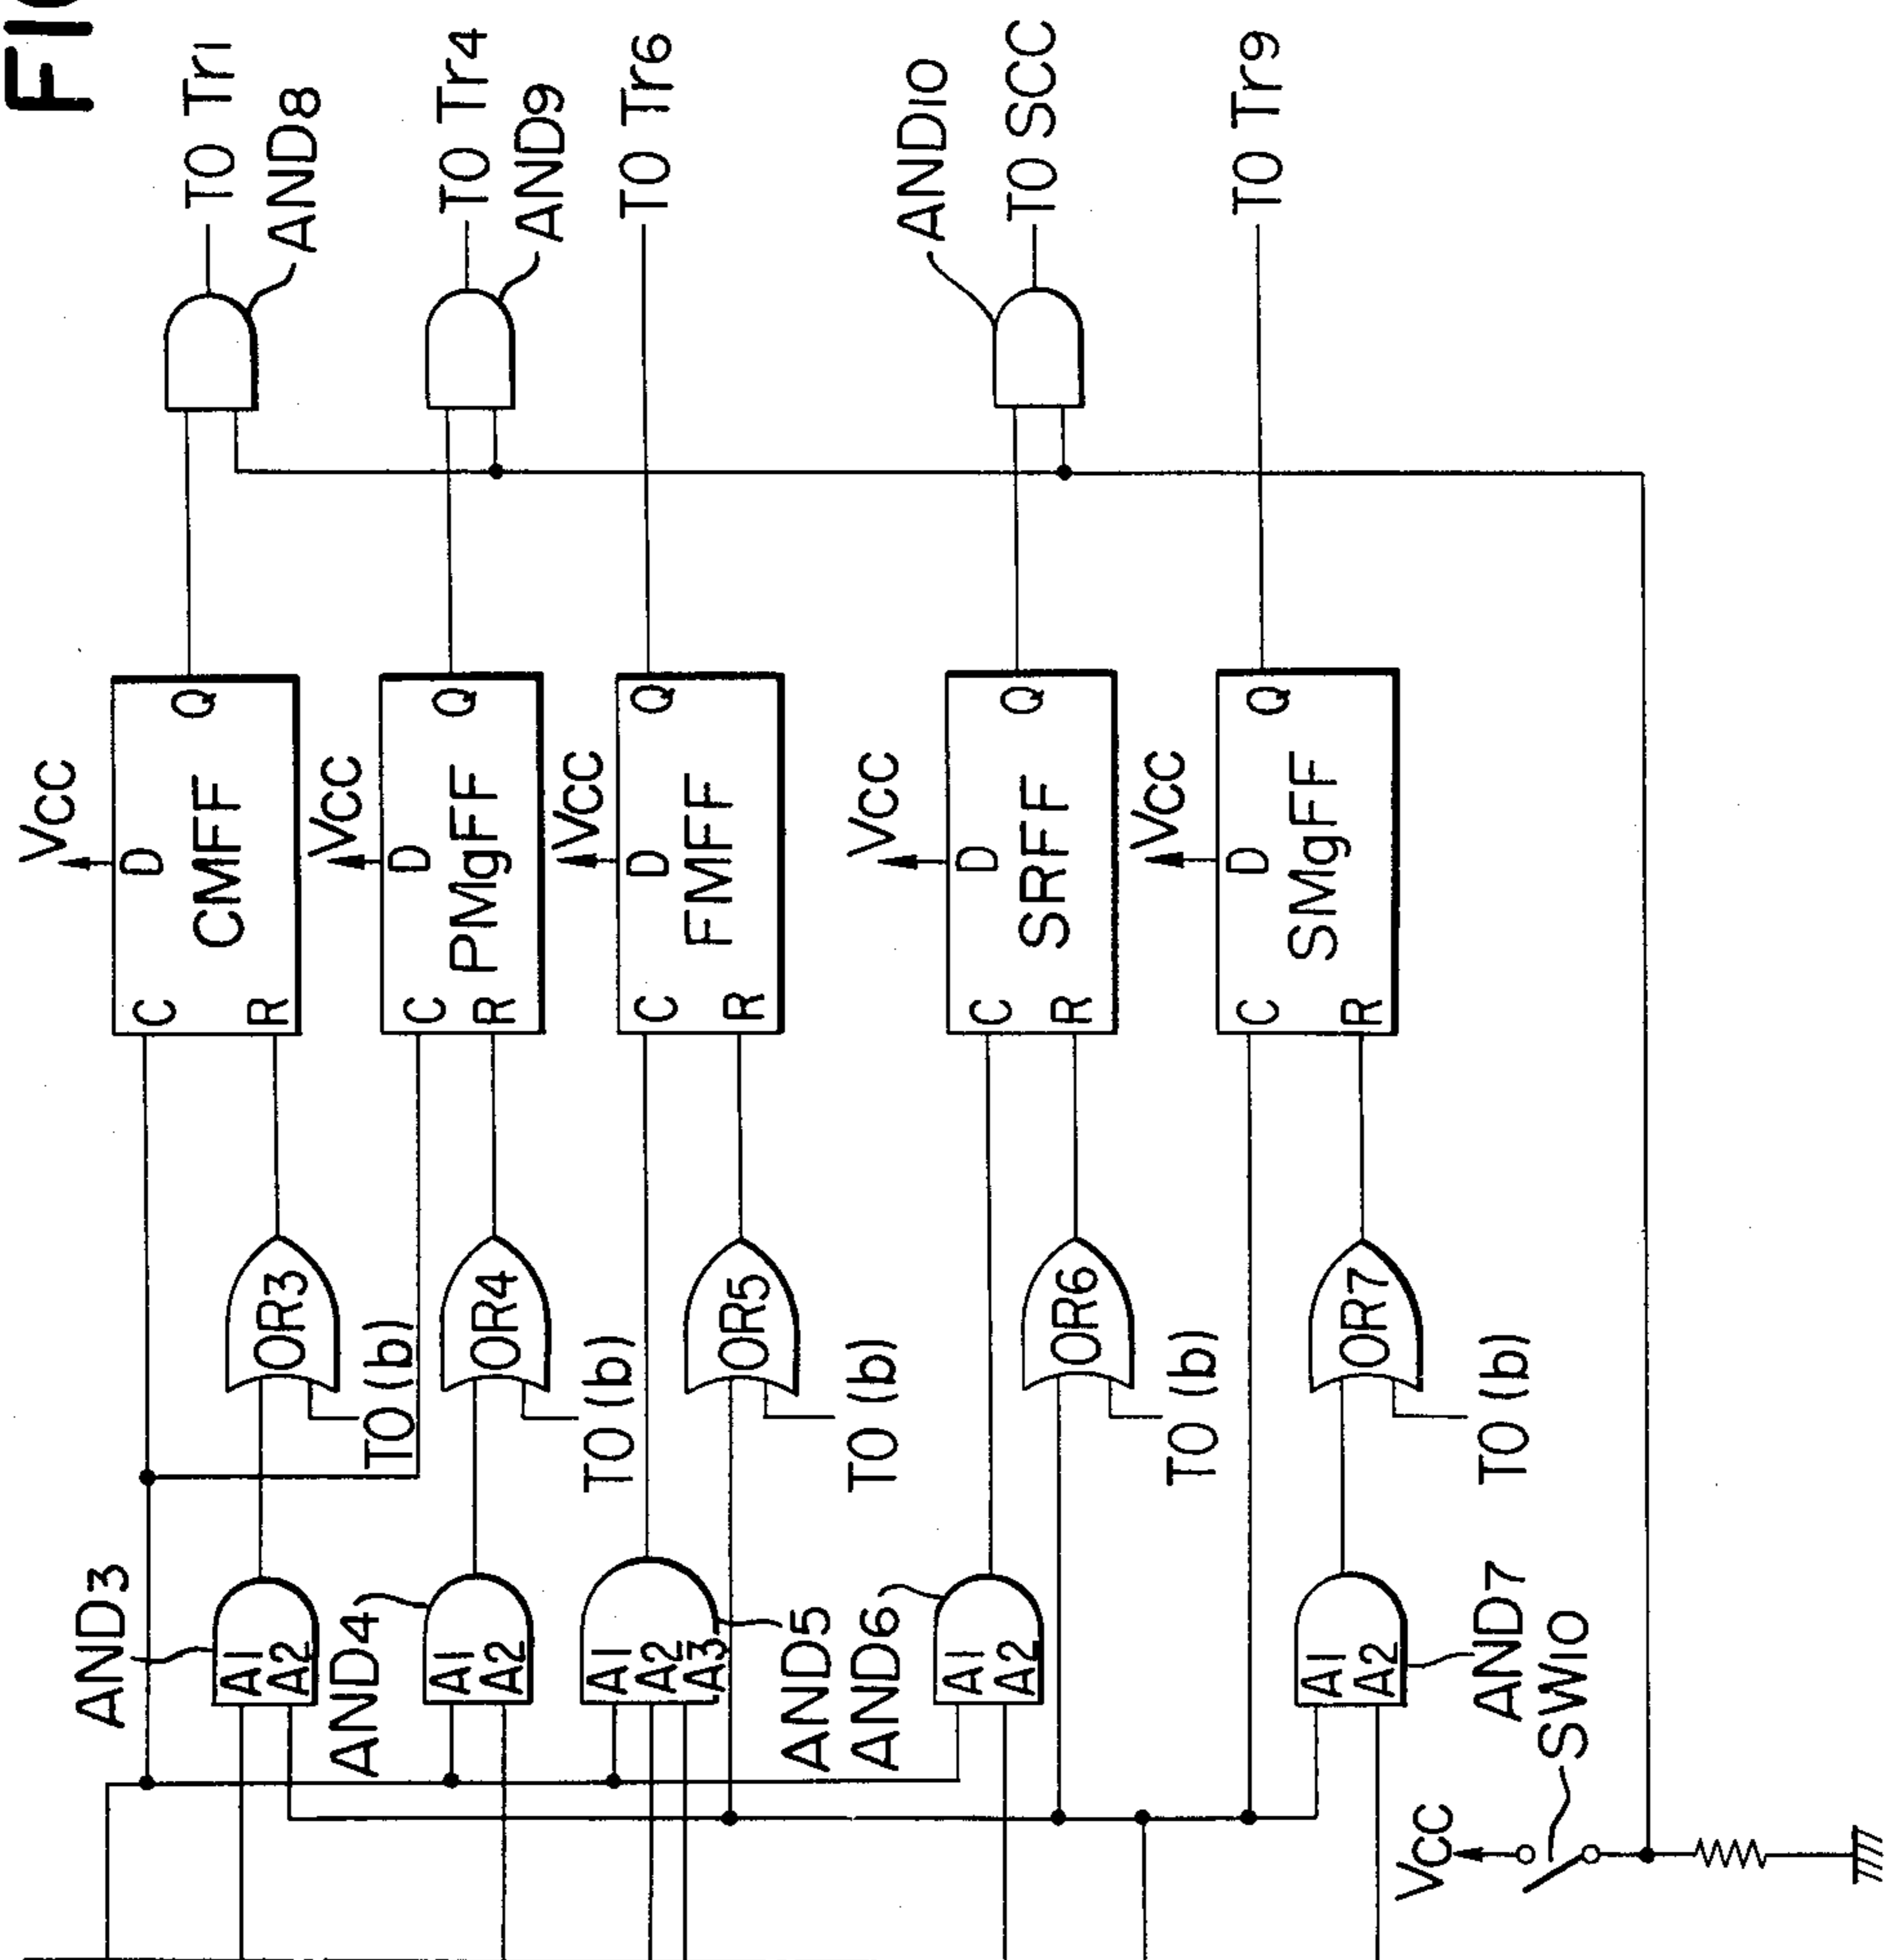 FIG
TO Tr1
AND8
TO Tr4
AND9
TO Tr6
AND10
TO SCC
TO Tr9
VCC
D
Q
CMFF
C
R
VCC
D
Q
PMgFF
C
R
VCC
D
Q
FMFF
C
R
VCC
D
Q
SRFF
C
R
VCC
D
Q
SMgFF
C
R
OR3
TO (b)
OR4
TO (b)
OR5
TO (b)
OR6
TO (b)
OR7
TO (b)
AND3
A1
A2
AND4
A1
A2
A1
A2
A3
AND5
AND6
A1
A2
A1
A2
AND7
SW10
VCC